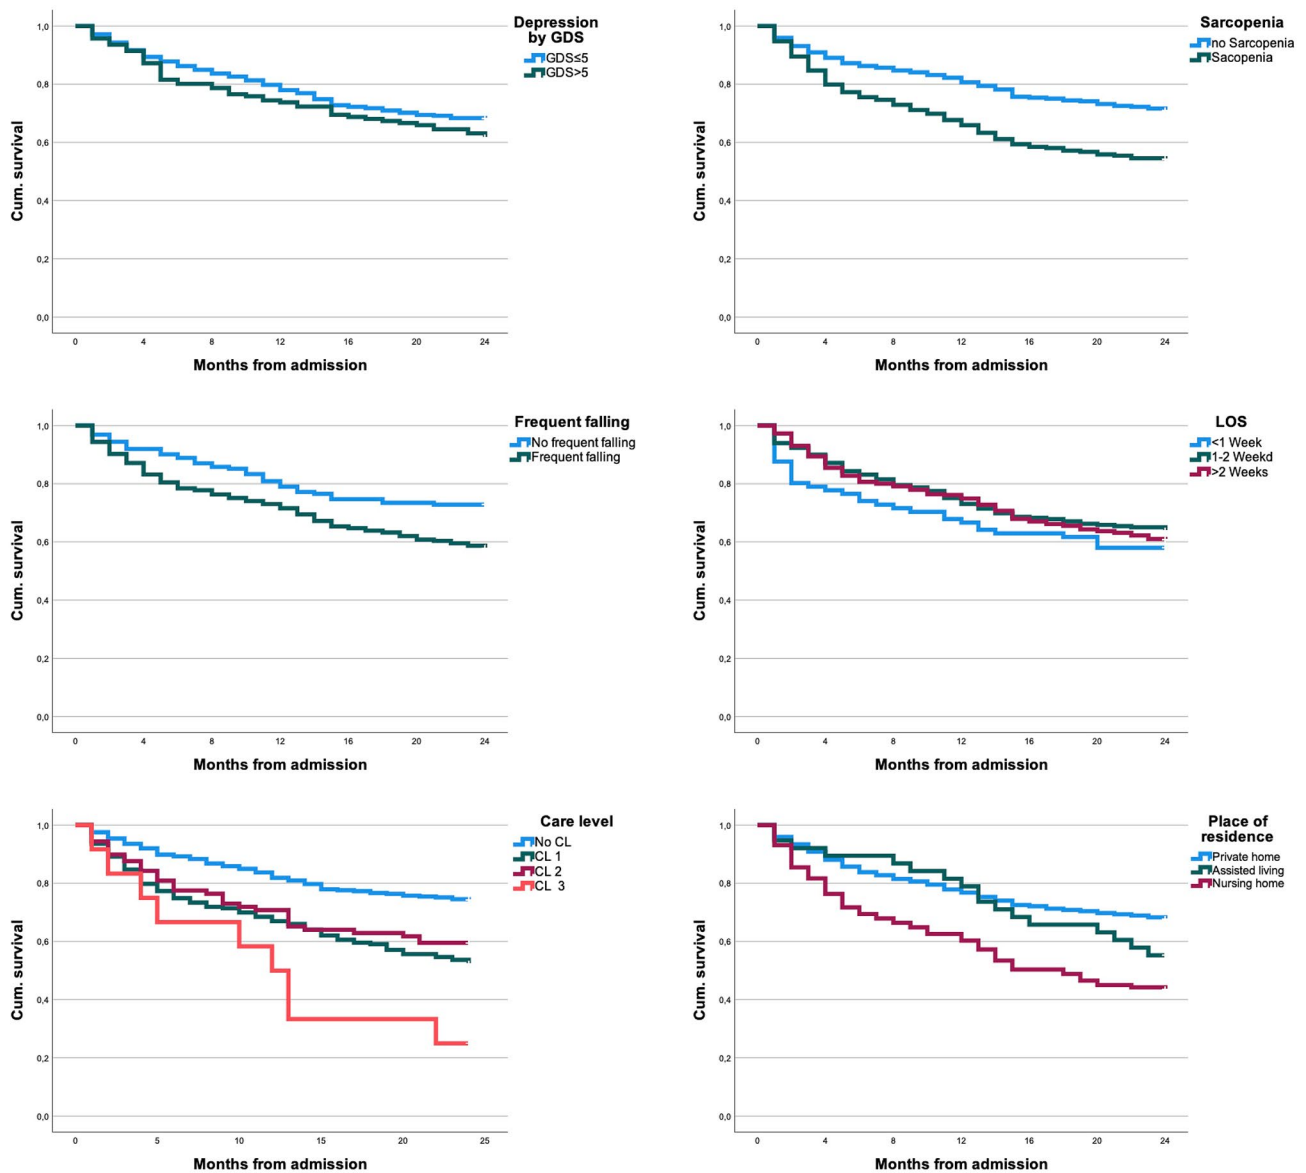 Depression
by GDS
GDS≤5
GDS>5
1,0
0,8
0,6
0,4
0,2
0,0
Cum. survival
0 4 8 12 16 20 24
Months from admission
Sarcopenia
no Sarcopenia
Sacopenia
1,0
0,8
0,6
0,4
0,2
0,0
Cum. survival
0 4 8 12 16 20 24
Months from admission
Frequent falling
No frequent falling
Frequent falling
1,0
0,8
0,6
0,4
0,2
0,0
Cum. survival
0 4 8 12 16 20 24
Months from admission
LOS
<1 Week
1-2 Weekd
>2 Weeks
1,0
0,8
0,6
0,4
0,2
0,0
Cum. survival
0 4 8 12 16 20 24
Months from admission
Care level
No CL
CL 1
CL 2
CL 3
1,0
0,8
0,6
0,4
0,2
0,0
Cum. survival
0 5 10 15 20 25
Months from admission
Place of
residence
Private home
Assisted living
Nursing home
1,0
0,8
0,6
0,4
0,2
0,0
Cum. survival
0 4 8 12 16 20 24
Months from admission